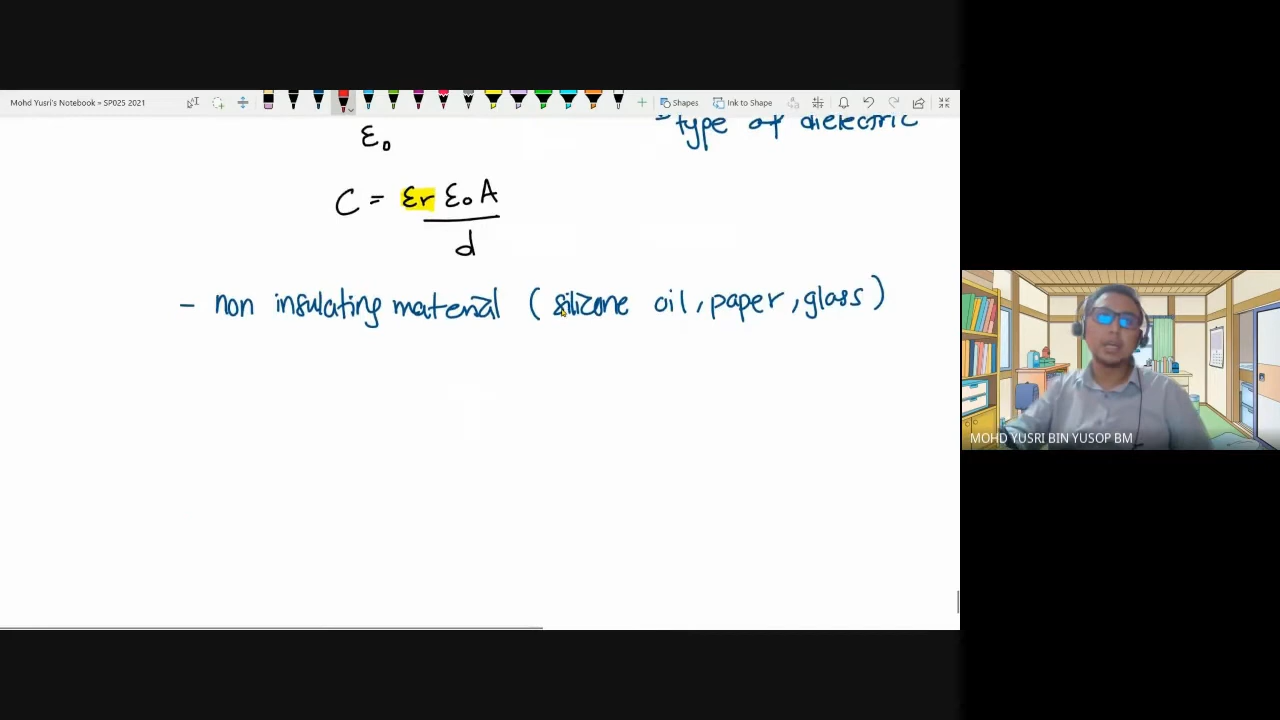 Mohd Yusri's Notebook » SP025 2021
Shapes
Ink to Shape
type of dielectric
ε₀
C = εr ε₀ A
d
- non insulating material (silicone oil, paper, glass)
MOHD YUSRI BIN YUSOP BM